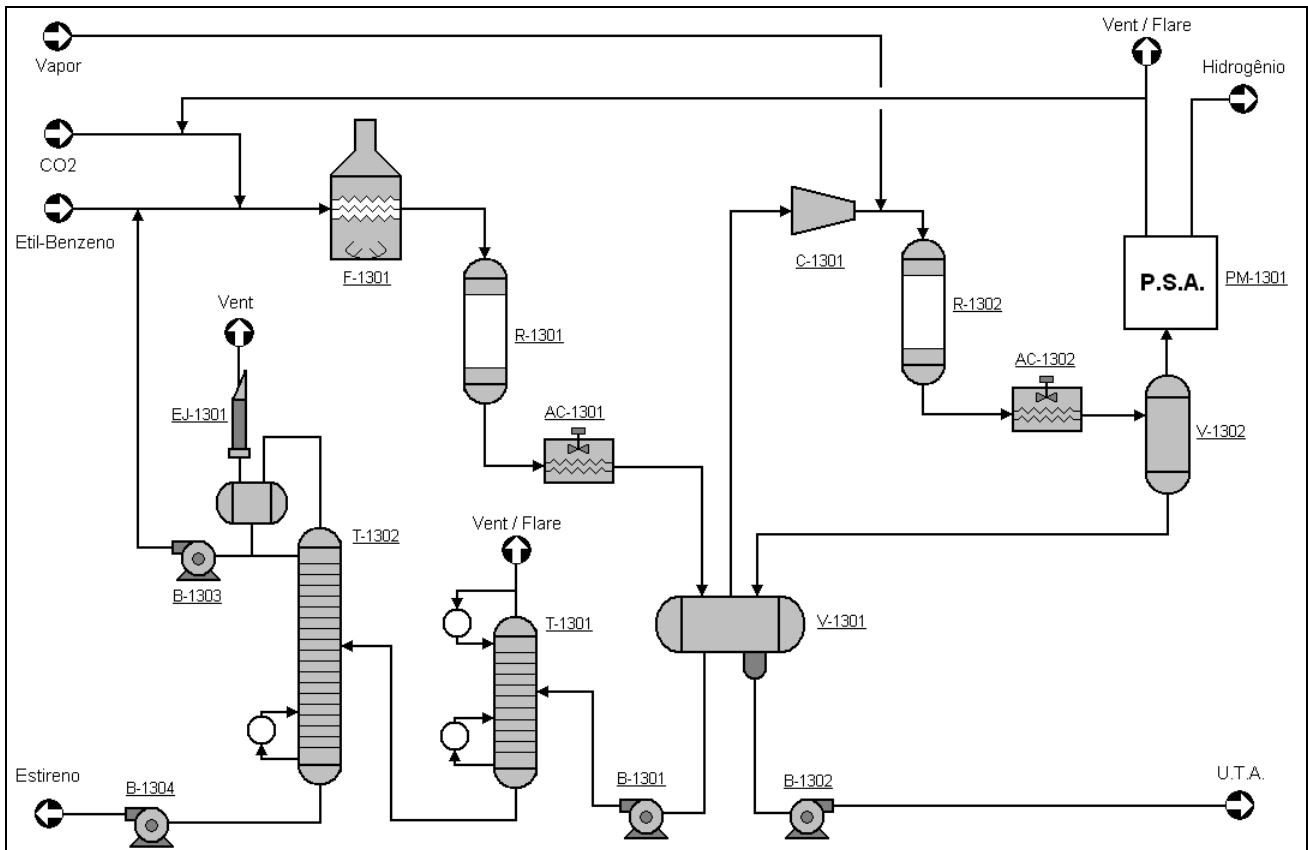 Vent / Flare
Vapor
Hidrogênio
CO2
Etil-Benzeno
F-1301
C-1301
P.S.A.
PM-1301
Vent
R-1301
R-1302
AC-1302
EJ-1301
AC-1301
V-1302
Vent / Flare
T-1302
B-1303
T-1301
V-1301
Estireno
B-1304
B-1301
B-1302
U.T.A.